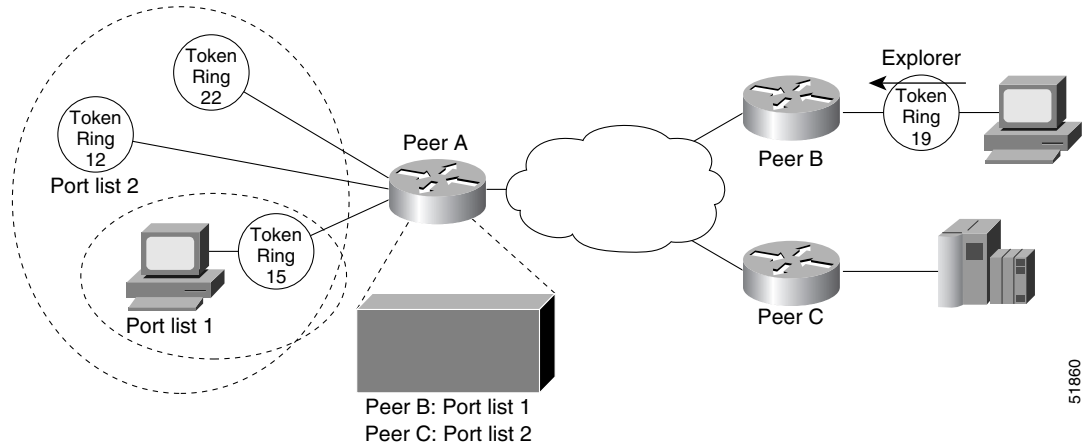 Token
Ring
22
Token
Ring
12
Port list 2
Token
Ring
15
Port list 1
Peer A
Peer B: Port list 1
Peer C: Port list 2
Explorer
Token
Ring
19
Peer B
Peer C
51860